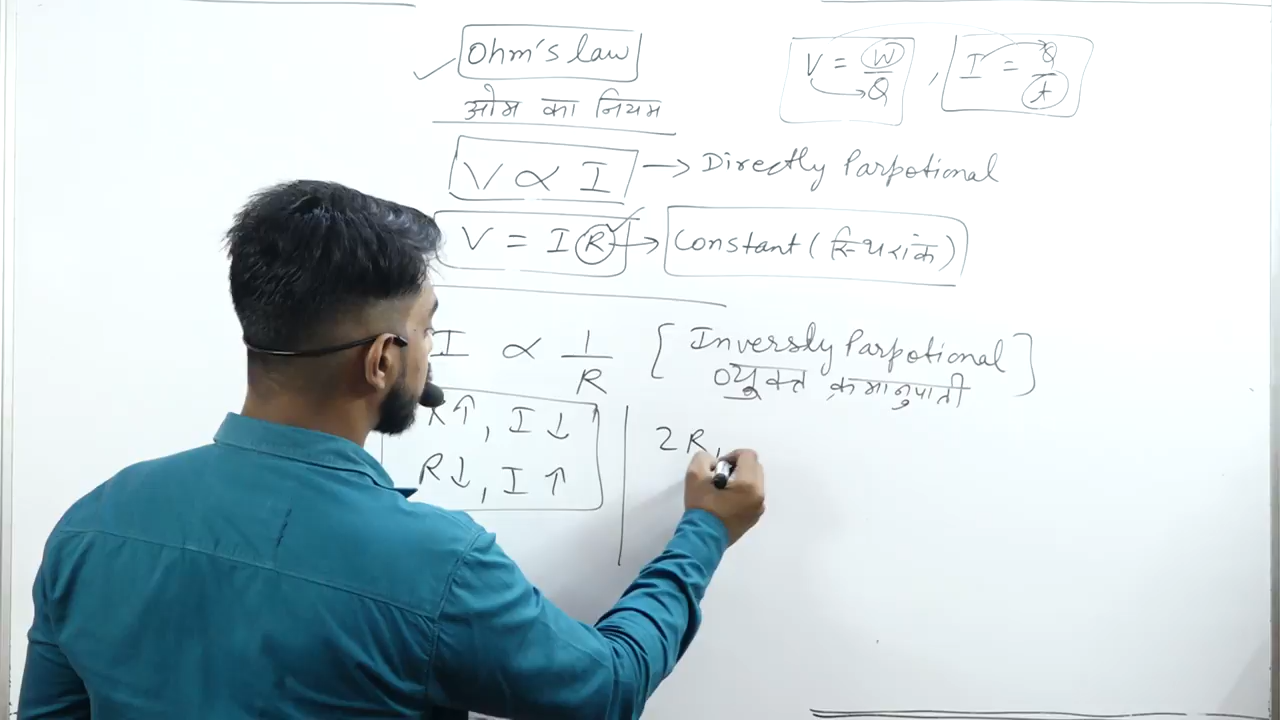 Ohm's law
ओम का नियम
V = W/Q , I = Q/t
V ∝ I → Directly Parpotional
V = I R → Constant (स्थिरांक)
I ∝ 1/R [ Inversly Parpotional ]
व्युक्त क्रमानुपाती
R↑, I↓
R↓, I↑
2R,